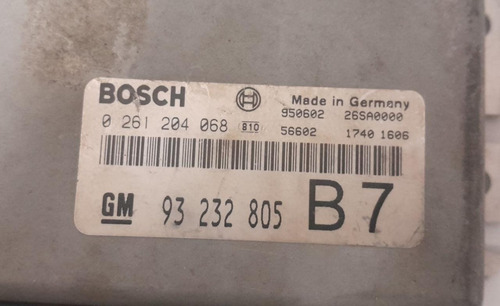 BOSCH
Made in Germany
950602 26SA0000
0 261 204 068 810
56602 1740 1606
GM 93 232 805 B7